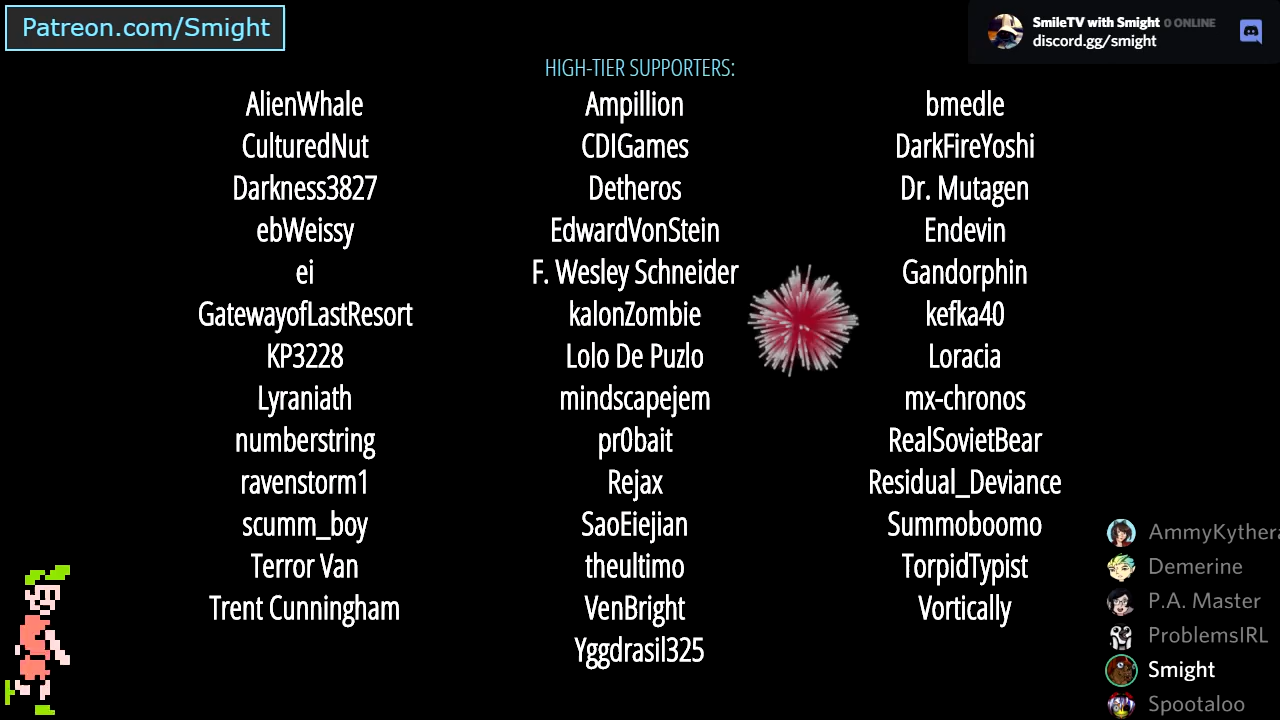 Patreon.com/Smight
SmileTV with Smight 0 ONLINE
discord.gg/smight
HIGH-TIER SUPPORTERS:
AlienWhale Ampillion bmedle
CulturedNut CDIGames DarkFireYoshi
Darkness3827 Detheros Dr. Mutagen
ebWeissy EdwardVonStein Endevin
ei F. Wesley Schneider Gandorphin
GatewayofLastResort kalonZombie kefka40
KP3228 Lolo De Puzlo Loracia
Lyraniath mindscapejem mx-chronos
numberstring pr0bait RealSovietBear
ravenstorm1 Rejax Residual_Deviance
scumm_boy SaoEiejian Summoboomo
Terror Van theultimo TorpidTypist
Trent Cunningham VenBright Vortically
Yggdrasil325
AmmyKythera
Demerine
P.A. Master
ProblemsIRL
Smight
Spootaloo